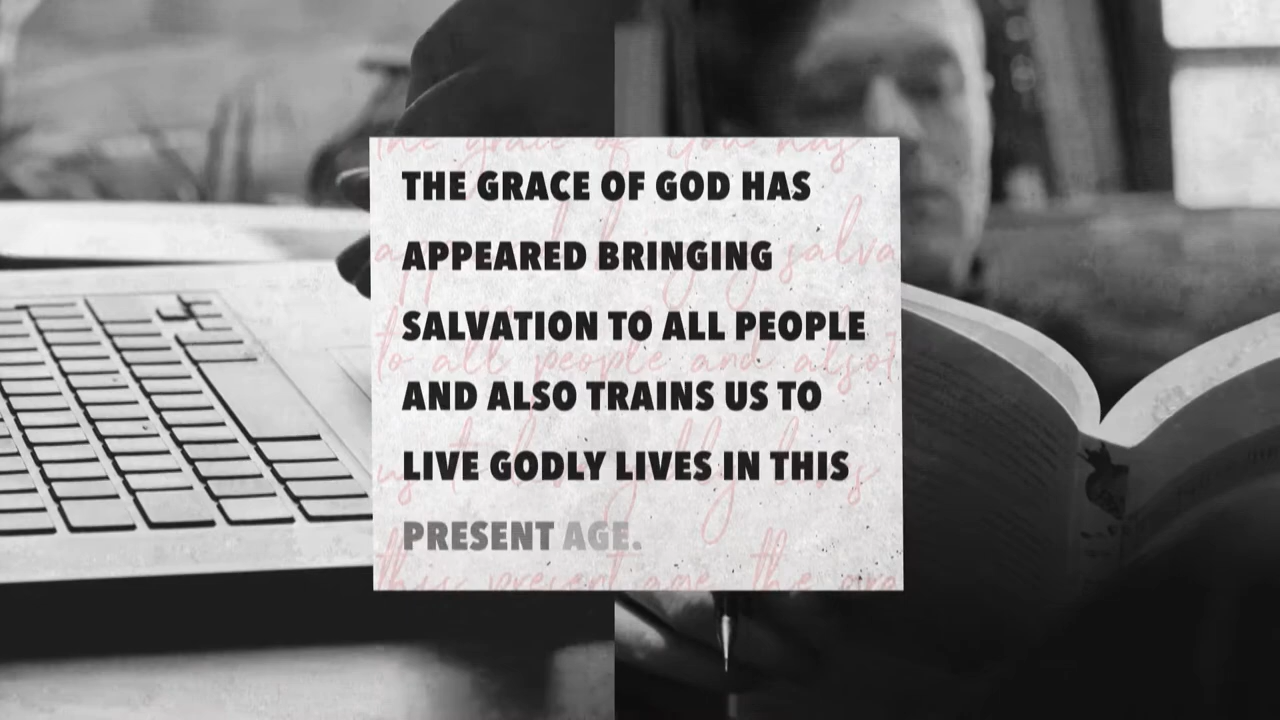 THE GRACE OF GOD HAS
APPEARED BRINGING
SALVATION TO ALL PEOPLE
AND ALSO TRAINS US TO
LIVE GODLY LIVES IN THIS
PRESENT AGE.